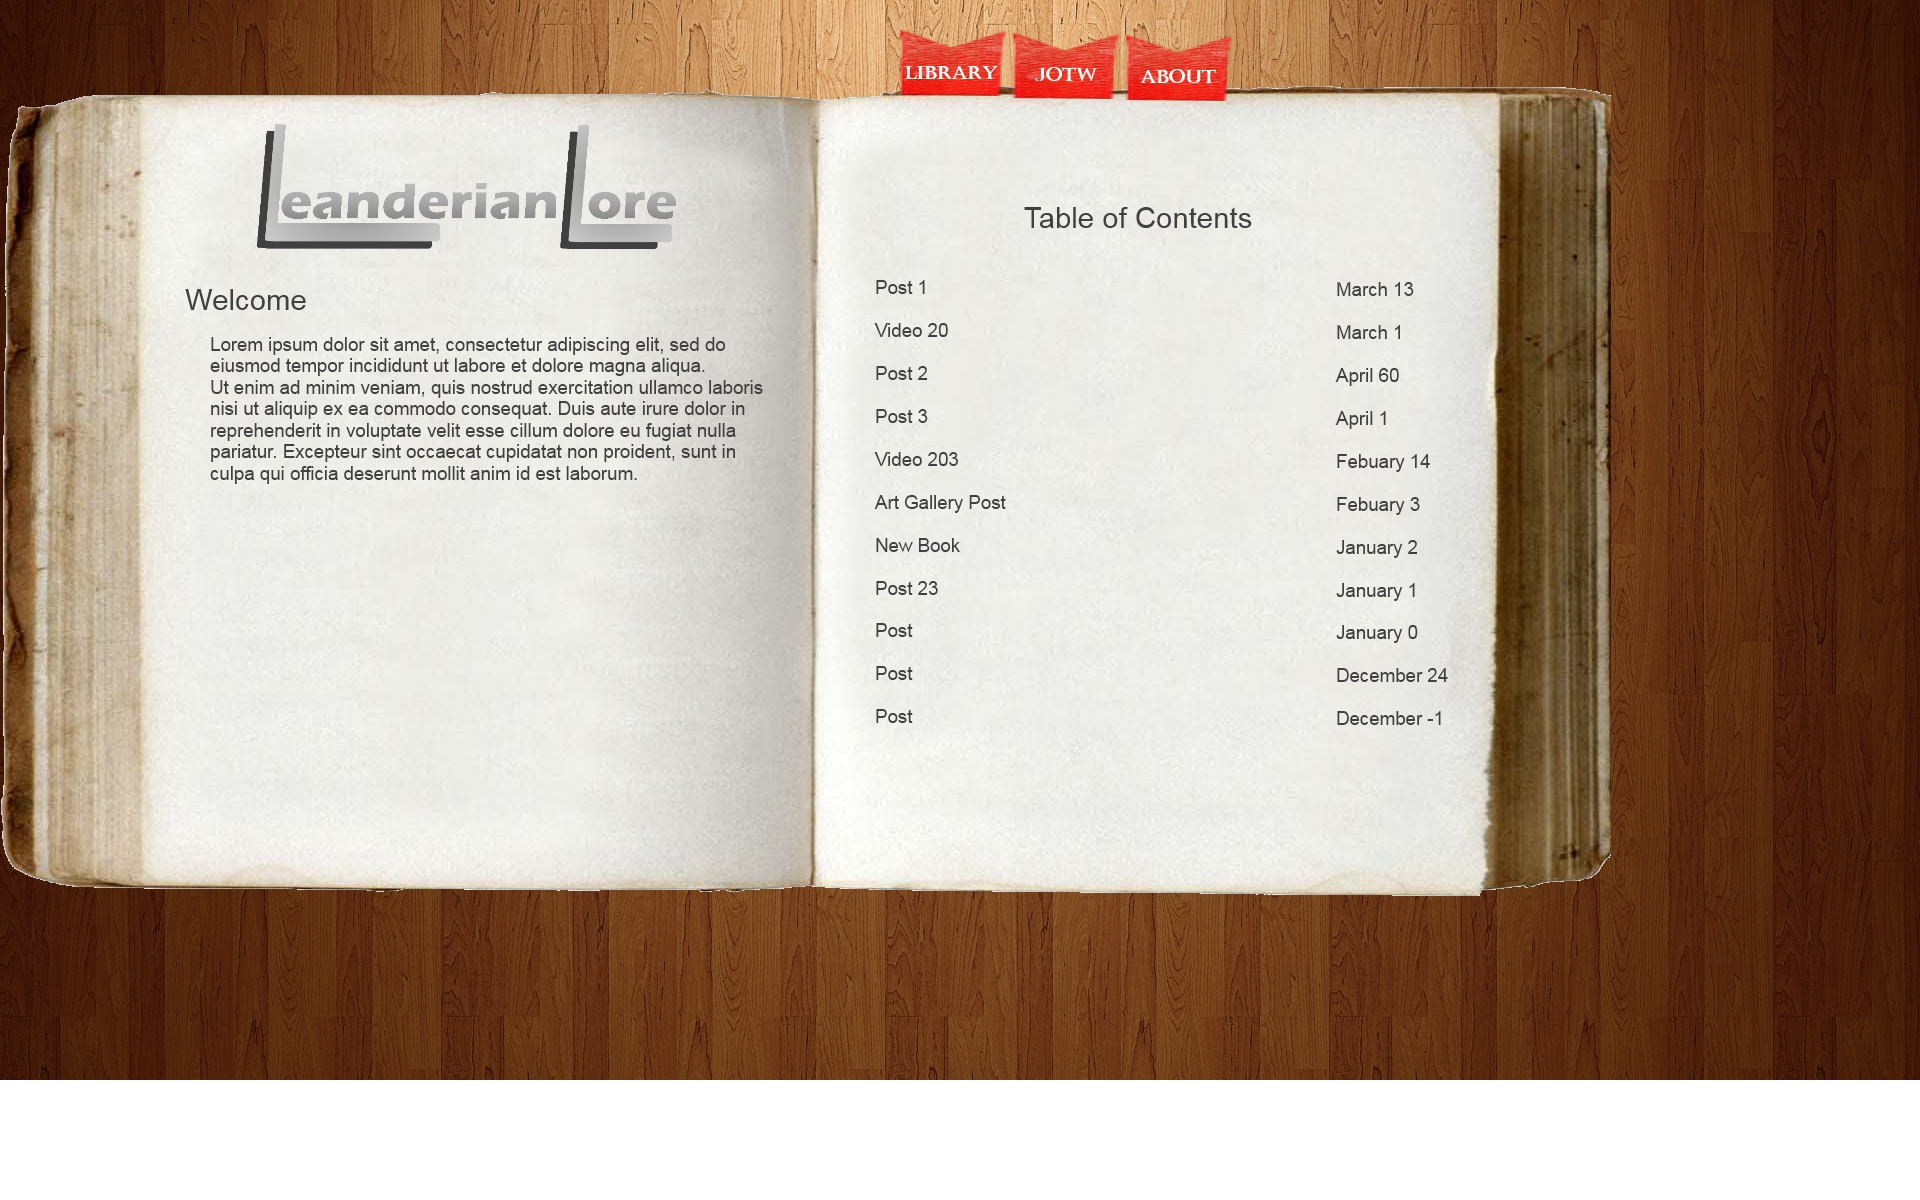 LIBRARY JOTW ABOUT
Leanderian Lore
Welcome
Lorem ipsum dolor sit amet, consectetur adipiscing elit, sed do
eiusmod tempor incididunt ut labore et dolore magna aliqua.
Ut enim ad minim veniam, quis nostrud exercitation ullamco laboris
nisi ut aliquip ex ea commodo consequat. Duis aute irure dolor in
reprehenderit in voluptate velit esse cillum dolore eu fugiat nulla
pariatur. Excepteur sint occaecat cupidatat non proident, sunt in
culpa qui officia deserunt mollit anim id est laborum.
Table of Contents
Post 1 March 13
Video 20 March 1
Post 2 April 60
Post 3 April 1
Video 203 Febuary 14
Art Gallery Post Febuary 3
New Book January 2
Post 23 January 1
Post January 0
Post December 24
Post December -1